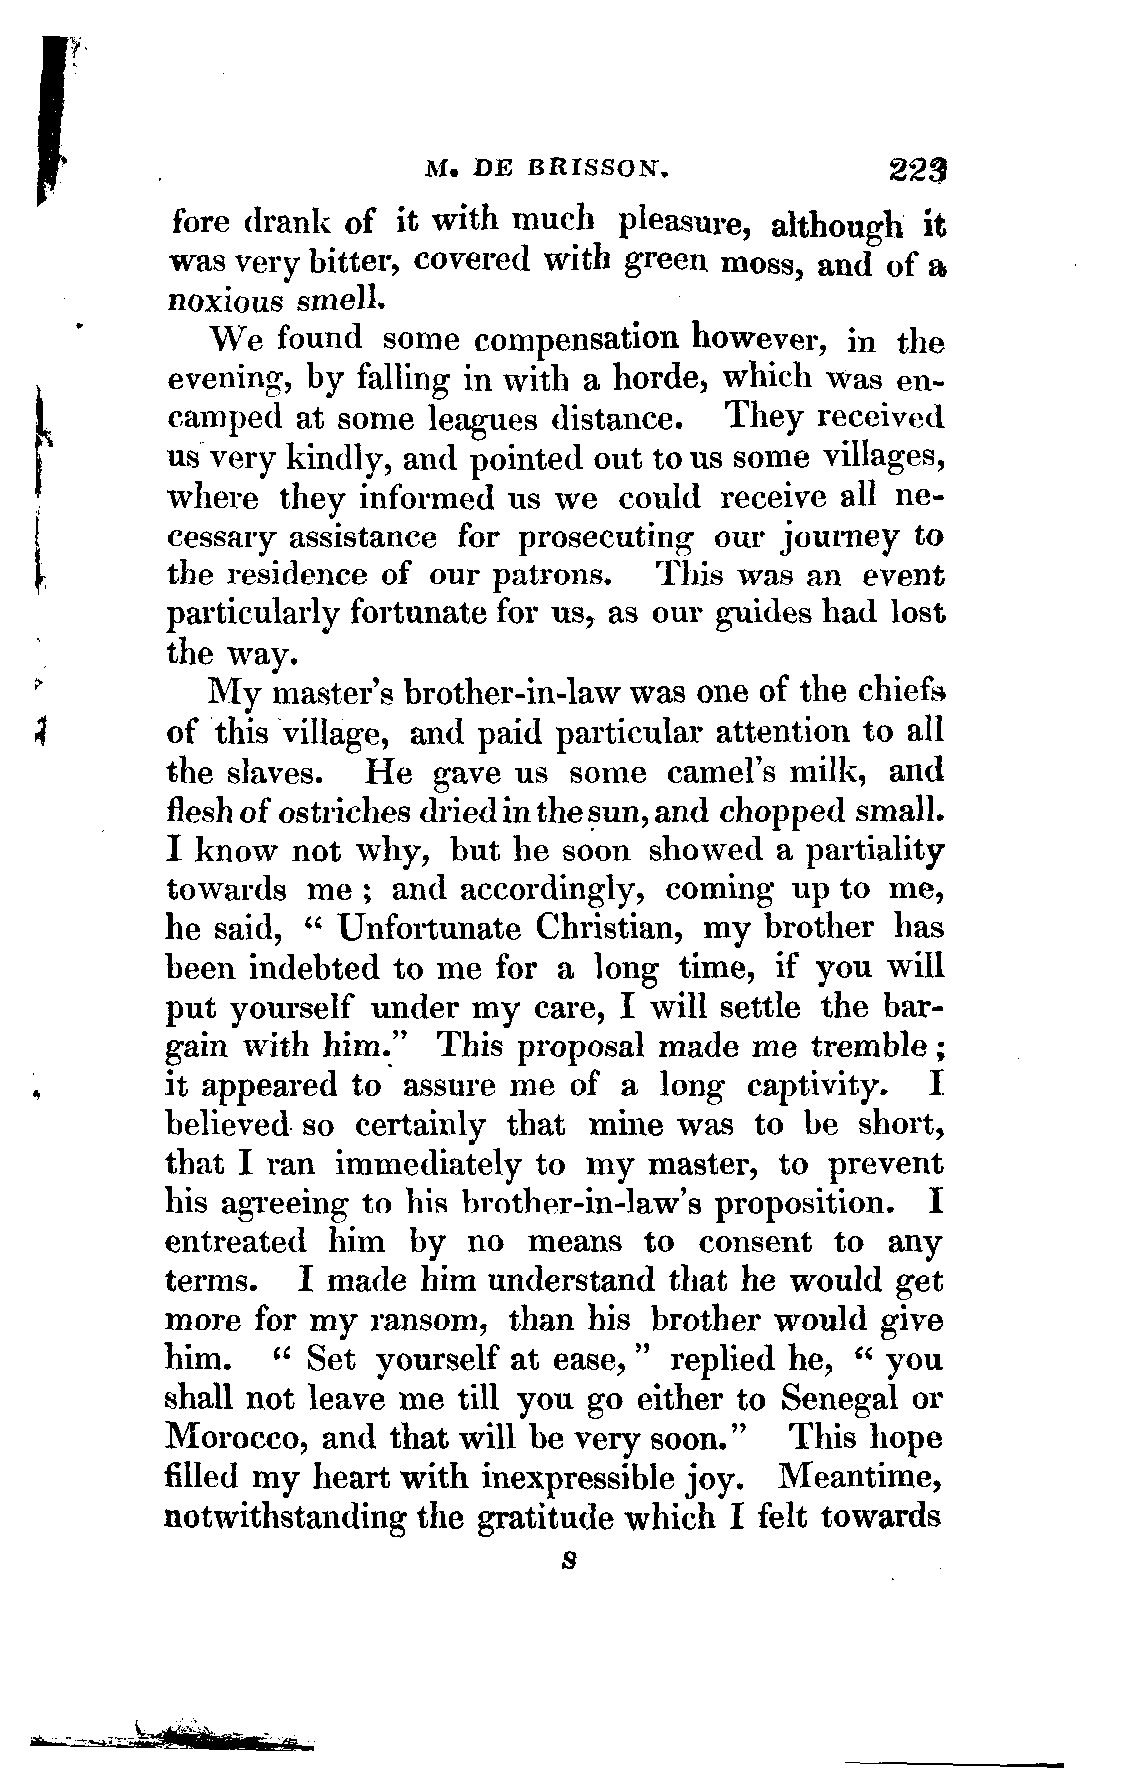 M. DE BRISSON. 223
fore drank of it with much pleasure, although it
was very bitter, covered with green moss, and of a
noxious smell.
We found some compensation however, in the
evening, by falling in with a horde, which was en-
camped at some leagues distance. They received
us very kindly, and pointed out to us some villages,
where they informed us we could receive all ne-
cessary assistance for prosecuting our journey to
the residence of our patrons. This was an event
particularly fortunate for us, as our guides had lost
the way.
My master's brother-in-law was one of the chiefs
of this village, and paid particular attention to all
the slaves. He gave us some camel's milk, and
flesh of ostriches dried in the sun, and chopped small.
I know not why, but he soon showed a partiality
towards me ; and accordingly, coming up to me,
he said, “ Unfortunate Christian, my brother has
been indebted to me for a long time, if you will
put yourself under my care, I will settle the bar-
gain with him.” This proposal made me tremble ;
it appeared to assure me of a long captivity. I
believed so certainly that mine was to be short,
that I ran immediately to my master, to prevent
his agreeing to his brother-in-law's proposition. I
entreated him by no means to consent to any
terms. I made him understand that he would get
more for my ransom, than his brother would give
him. “ Set yourself at ease, ” replied he, “ you
shall not leave me till you go either to Senegal or
Morocco, and that will be very soon.” This hope
filled my heart with inexpressible joy. Meantime,
notwithstanding the gratitude which I felt towards
S